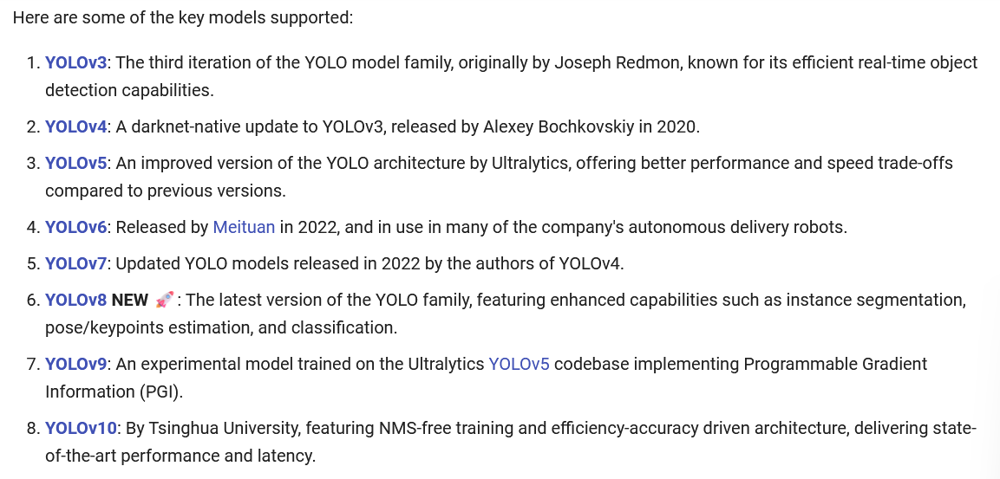 Here are some of the key models supported:
1. YOLOv3: The third iteration of the YOLO model family, originally by Joseph Redmon, known for its efficient real-time object
detection capabilities.
2. YOLOv4: A darknet-native update to YOLOv3, released by Alexey Bochkovskiy in 2020.
3. YOLOv5: An improved version of the YOLO architecture by Ultralytics, offering better performance and speed trade-offs
compared to previous versions.
4. YOLOv6: Released by Meituan in 2022, and in use in many of the company's autonomous delivery robots.
5. YOLOv7: Updated YOLO models released in 2022 by the authors of YOLOv4.
6. YOLOv8 NEW 🚀: The latest version of the YOLO family, featuring enhanced capabilities such as instance segmentation,
pose/keypoints estimation, and classification.
7. YOLOv9: An experimental model trained on the Ultralytics YOLOv5 codebase implementing Programmable Gradient
Information (PGI).
8. YOLOv10: By Tsinghua University, featuring NMS-free training and efficiency-accuracy driven architecture, delivering state-
of-the-art performance and latency.